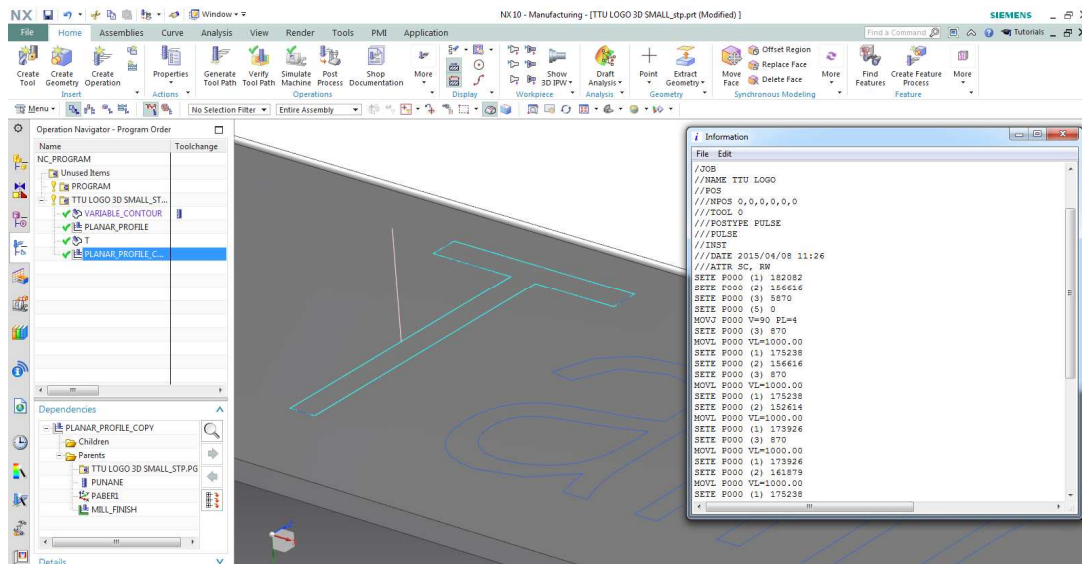 NX Window NX 10 - Manufacturing - [TTU LOGO 3D SMALL_stp.prt (Modified) ] SIEMENS
File Home Assemblies Curve Analysis View Render Tools PMI Application Find a Command Tutorials
Create Tool Create Geometry Create Operation Properties Generate Tool Path Verify Tool Path Simulate Machine Post Process Shop Documentation More Show 3D IPW Draft Analysis Point Extract Geometry Move Face Offset Region Replace Face Delete Face More Find Features Create Feature Process More
Insert Actions Operations Display Workpiece Analysis Geometry Synchronous Modeling Feature
Menu No Selection Filter Entire Assembly
Operation Navigator - Program Order
Name Toolchange
NC_PROGRAM
Unused Items
PROGRAM
TTU LOGO 3D SMALL_ST...
VARIABLE_CONTOUR
PLANAR_PROFILE
T
PLANAR_PROFILE_C...
Dependencies
PLANAR_PROFILE_COPY
Children
Parents
TTU LOGO 3D SMALL_STP.PG
PUNANE
PABER1
MILL_FINISH
Details
Information
File Edit
/JOB
//NAME TTU LOGO
//POS
///NPOS 0,0,0,0,0,0
///TOOL 0
///POSTYPE PULSE
///PULSE
//INST
///DATE 2015/04/08 11:26
///ATTR SC, RW
SETE P000 (1) 182082
SETE P000 (2) 156616
SETE P000 (3) 5870
SETE P000 (5) 0
MOVJ P000 V=90 PL=4
SETE P000 (3) 870
MOVL P000 VL=1000.00
SETE P000 (1) 175238
SETE P000 (2) 156616
SETE P000 (3) 870
MOVL P000 VL=1000.00
SETE P000 (1) 175238
SETE P000 (2) 152614
MOVL P000 VL=1000.00
SETE P000 (1) 173926
SETE P000 (3) 870
MOVL P000 VL=1000.00
SETE P000 (1) 173926
SETE P000 (2) 161879
MOVL P000 VL=1000.00
SETE P000 (1) 175238